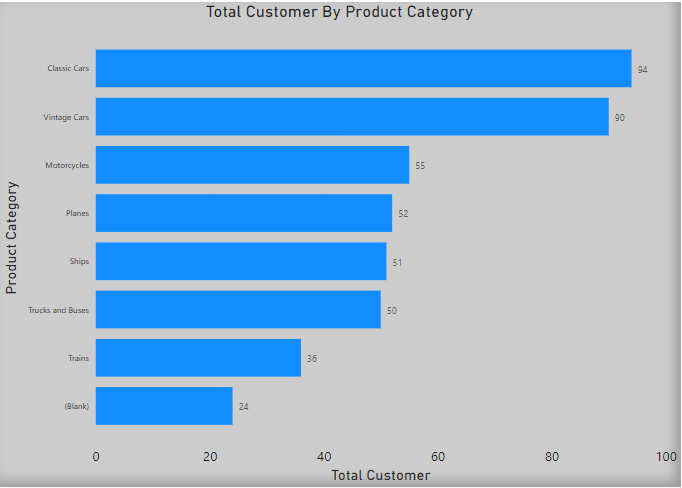 Total Customer By Product Category
Product Category
Classic Cars 94
Vintage Cars 90
Motorcycles 55
Planes 52
Ships 51
Trucks and Buses 50
Trains 36
(Blank) 24
0 20 40 60 80 100
Total Customer